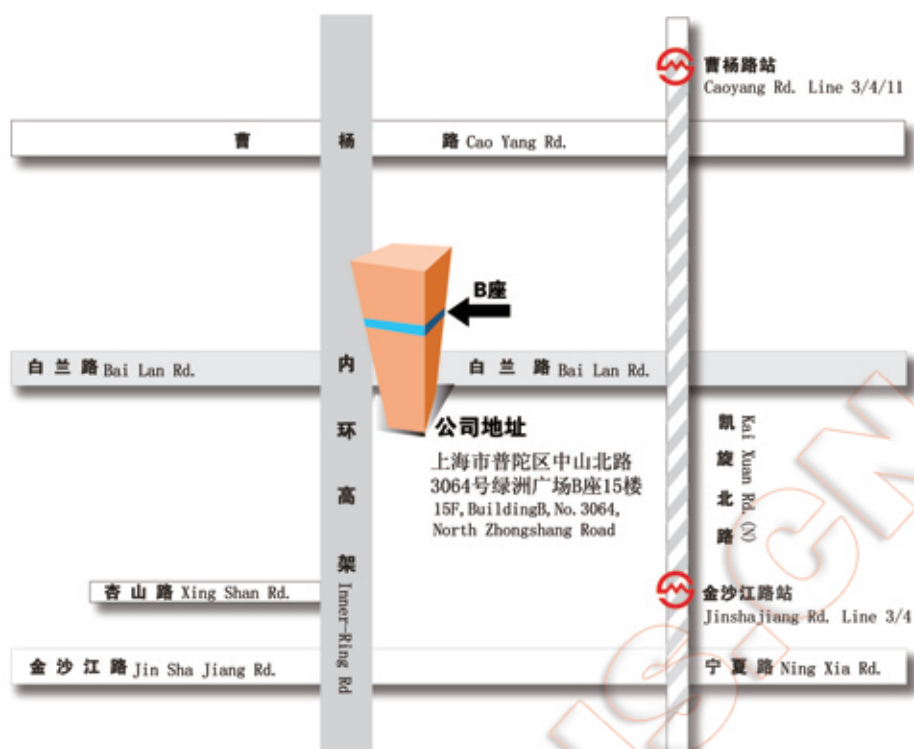 曹杨路站
Caoyang Rd. Line 3/4/11
曹 杨 路 Cao Yang Rd.
B座
白兰路 Bai Lan Rd.
白兰路 Bai Lan Rd.
内环高架 Inner-Ring Rd
公司地址
上海市普陀区中山北路
3064号绿洲广场B座15楼
15F, BuildingB, No. 3064,
North Zhongshang Road
凯旋北路 Kai Xuan Rd. (N)
杏山路 Xing Shan Rd.
金沙江路站
Jinshajiang Rd. Line 3/4
金沙江路 Jin Sha Jiang Rd.
宁夏路 Ning Xia Rd.